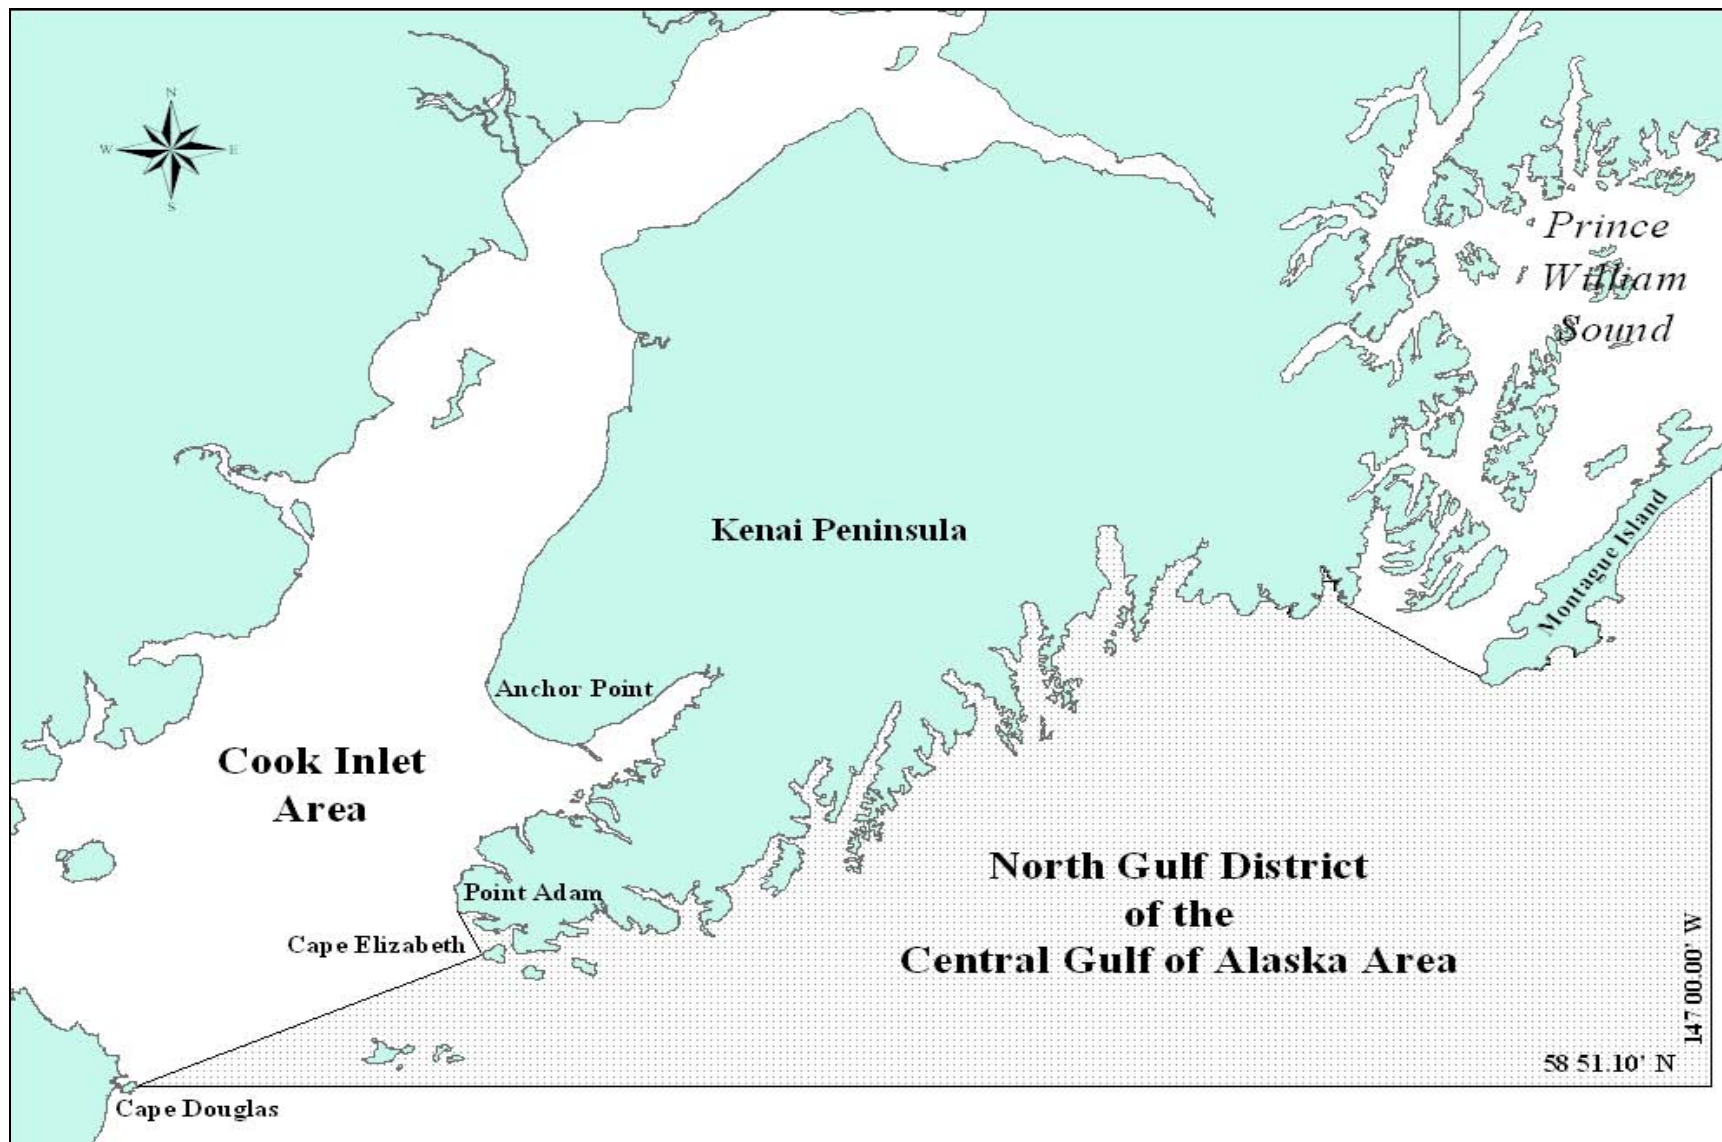 N
W E
S
Prince
William
Sound
Kenai Peninsula
Montague Island
Anchor Point
Cook Inlet
Area
Point Adam
Cape Elizabeth
North Gulf District
of the
Central Gulf of Alaska Area
147 00.00' W
58 51.10' N
Cape Douglas